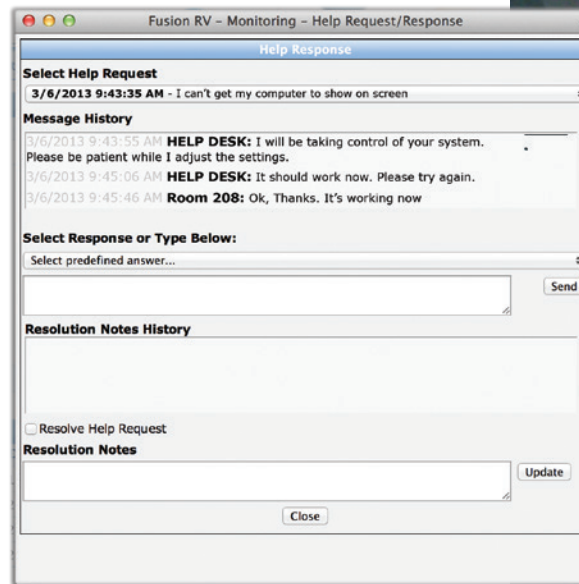 Fusion RV – Monitoring – Help Request/Response
Help Response
Select Help Request
3/6/2013 9:43:35 AM - I can't get my computer to show on screen
Message History
3/6/2013 9:43:55 AM HELP DESK: I will be taking control of your system.
Please be patient while I adjust the settings.
3/6/2013 9:45:06 AM HELP DESK: It should work now. Please try again.
3/6/2013 9:45:46 AM Room 208: Ok, Thanks. It's working now
Select Response or Type Below:
Select predefined answer...
Send
Resolution Notes History
Resolve Help Request
Resolution Notes
Update
Close